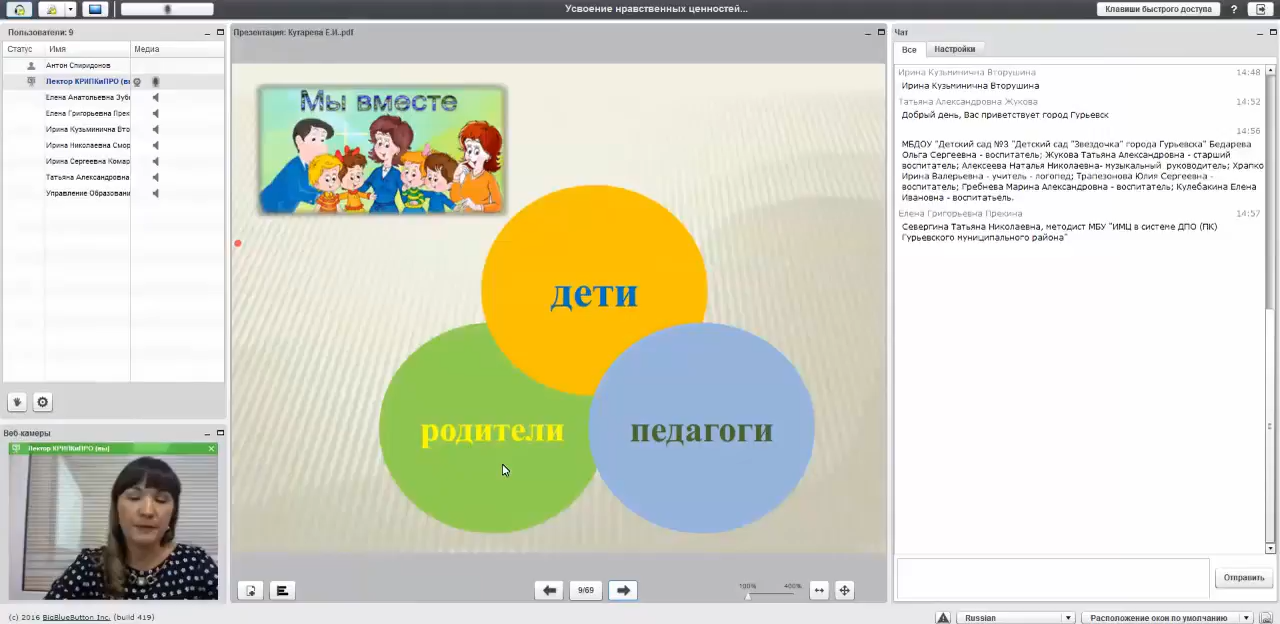 Усвоение нравственных ценностей...
Клавиши быстрого доступа
?
Пользователи: 9
Статус Имя Медиа
Антон Спиридонов
Лектор КРИПКиПРО (вы
Елена Анатольевна Зуб
Елена Григорьевна Прек
Ирина Кузьминична Вто
Ирина Николаевна Смор
Ирина Сергеевна Комар
Татьяна Александровна
Управление Образовани
Веб-камеры
Лектор КРИПКиПРО (вы)
Презентация: Кугарева Е.И..pdf
Мы вместе
дети
родители
педагоги
9/69
100% 400%
Чат
Все Настройки
Ирина Кузьминична Вторушина 14:48
Ирина Кузьминична Вторушина
Татьяна Александровна Жукова 14:52
Добрый день, Вас приветствует город Гурьевск
14:56
МБДОУ "Детский сад №3 "Детский сад "Звездочка" города Гурьевска" Бедарева
Ольга Сергеевна - воспитатель; Жукова Татьяна Александровна - старший
воспитатель; Алексеева Наталья Николаевна- музыкальный руководитель; Храпко
Ирина Валерьевна - учитель - логопед; Трапезонова Юлия Сергеевна -
воспитатель; Гребнева Марина Александровна - воспитатель; Кулебакина Елена
Ивановна - воспитатьель.
Елена Григорьевна Прекина 14:57
Севергина Татьяна Николаевна, методист МБУ "ИМЦ в системе ДПО (ПК)
Гурьевского муниципального района"
Отправить
(c) 2016 BigBlueButton Inc. (build 419)
Russian
Расположение окон по умолчанию